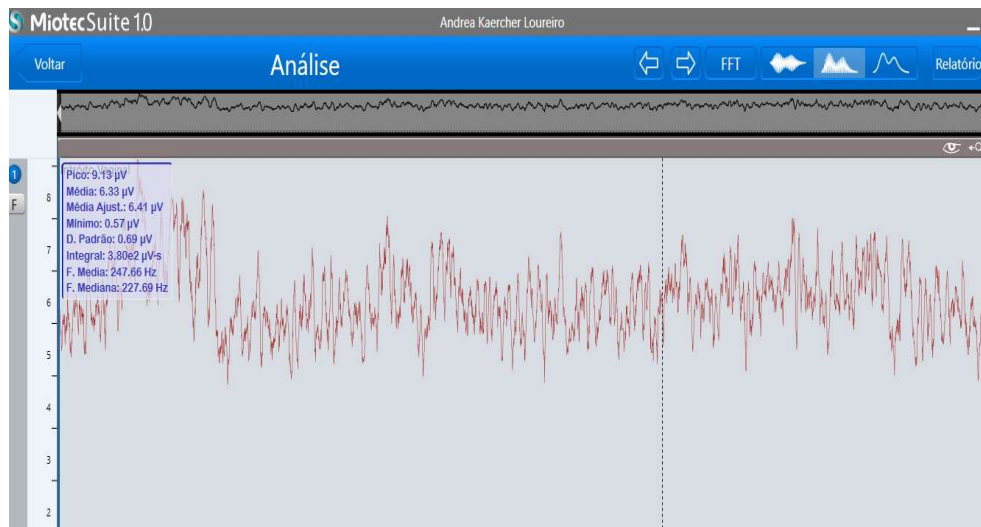 MiotecSuite 1.0
Andrea Kaercher Loureiro
Voltar
Análise
FFT
Relatório
1
F
Pico: 9.13 µV
Média: 6.33 µV
Média Ajust.: 6.41 µV
Mínimo: 0.57 µV
D. Padrão: 0.69 µV
Integral: 3.80e2 µV-s
F. Media: 247.66 Hz
F. Mediana: 227.69 Hz
8
7
6
5
4
3
2